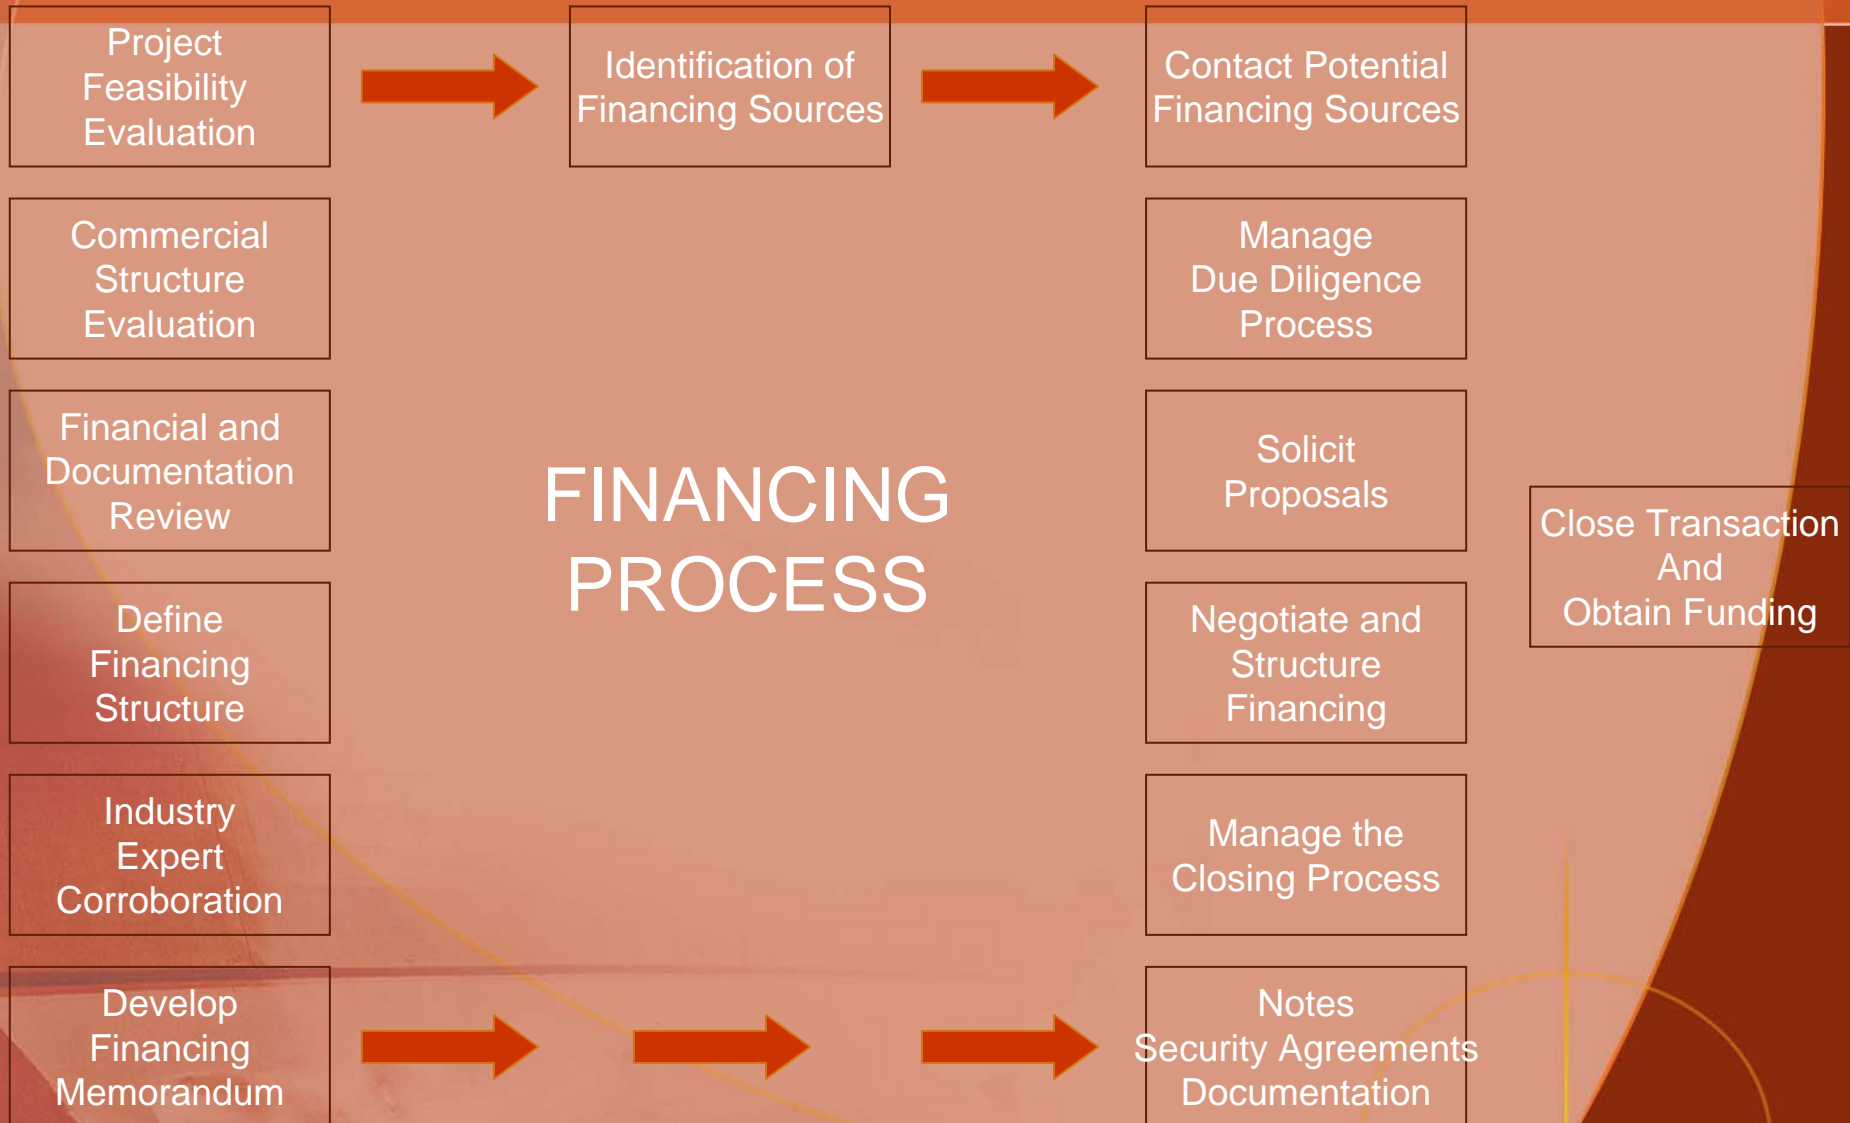 Project
Feasibility
Evaluation
Identification of
Financing Sources
Contact Potential
Financing Sources
Commercial
Structure
Evaluation
Manage
Due Diligence
Process
Financial and
Documentation
Review
FINANCING
PROCESS
Solicit
Proposals
Close Transaction
And
Obtain Funding
Define
Financing
Structure
Negotiate and
Structure
Financing
Industry
Expert
Corroboration
Manage the
Closing Process
Develop
Financing
Memorandum
Notes
Security Agreements
Documentation